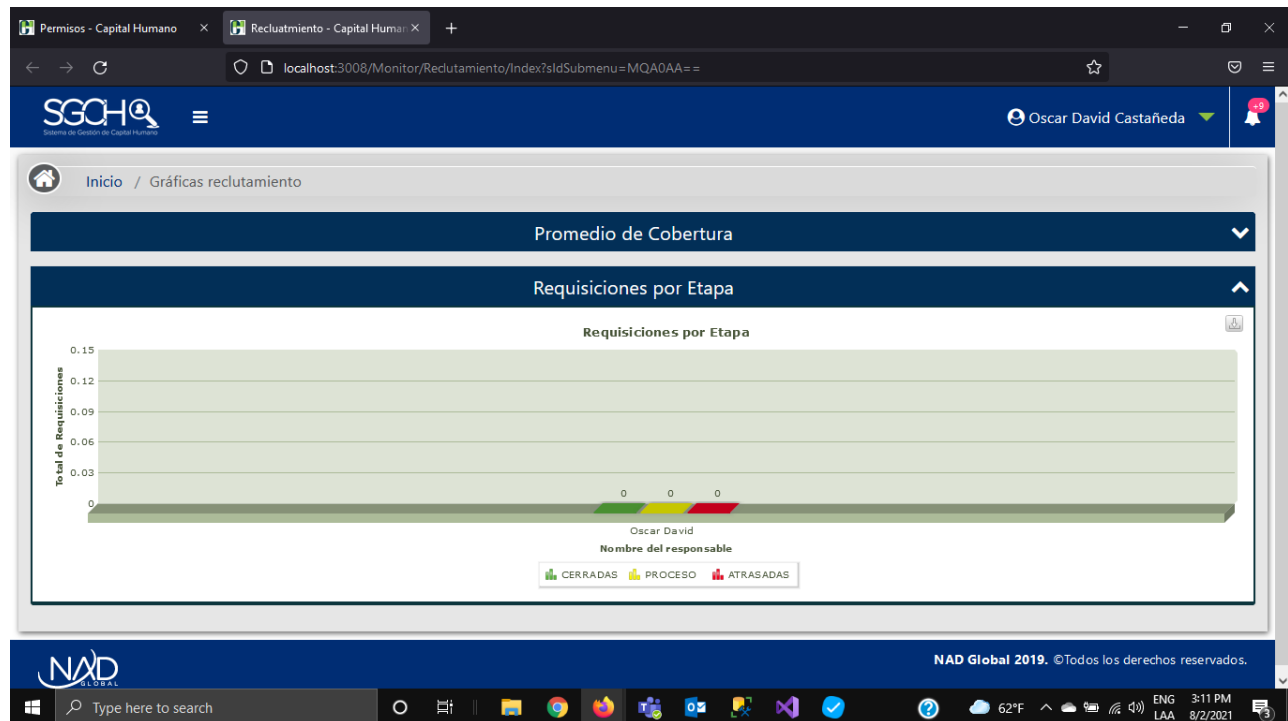 Permisos - Capital Humano
Recluatmiento - Capital Human
localhost:3008/Monitor/Reclutamiento/Index?sIdSubmenu=MQA0AA==
SGCH
Sistema de Gestión de Capital Humano
Oscar David Castañeda
+9
Inicio / Gráficas reclutamiento
Promedio de Cobertura
Requisiciones por Etapa
Requisiciones por Etapa
Total de Requisiciones
0.15
0.12
0.09
0.06
0.03
0
0 0 0
Oscar David
Nombre del responsable
CERRADAS PROCESO ATRASADAS
NAD
GLOBAL
NAD Global 2019. ©Todos los derechos reservados.
Type here to search
62°F
ENG
LAA
3:11 PM
8/2/2021
3